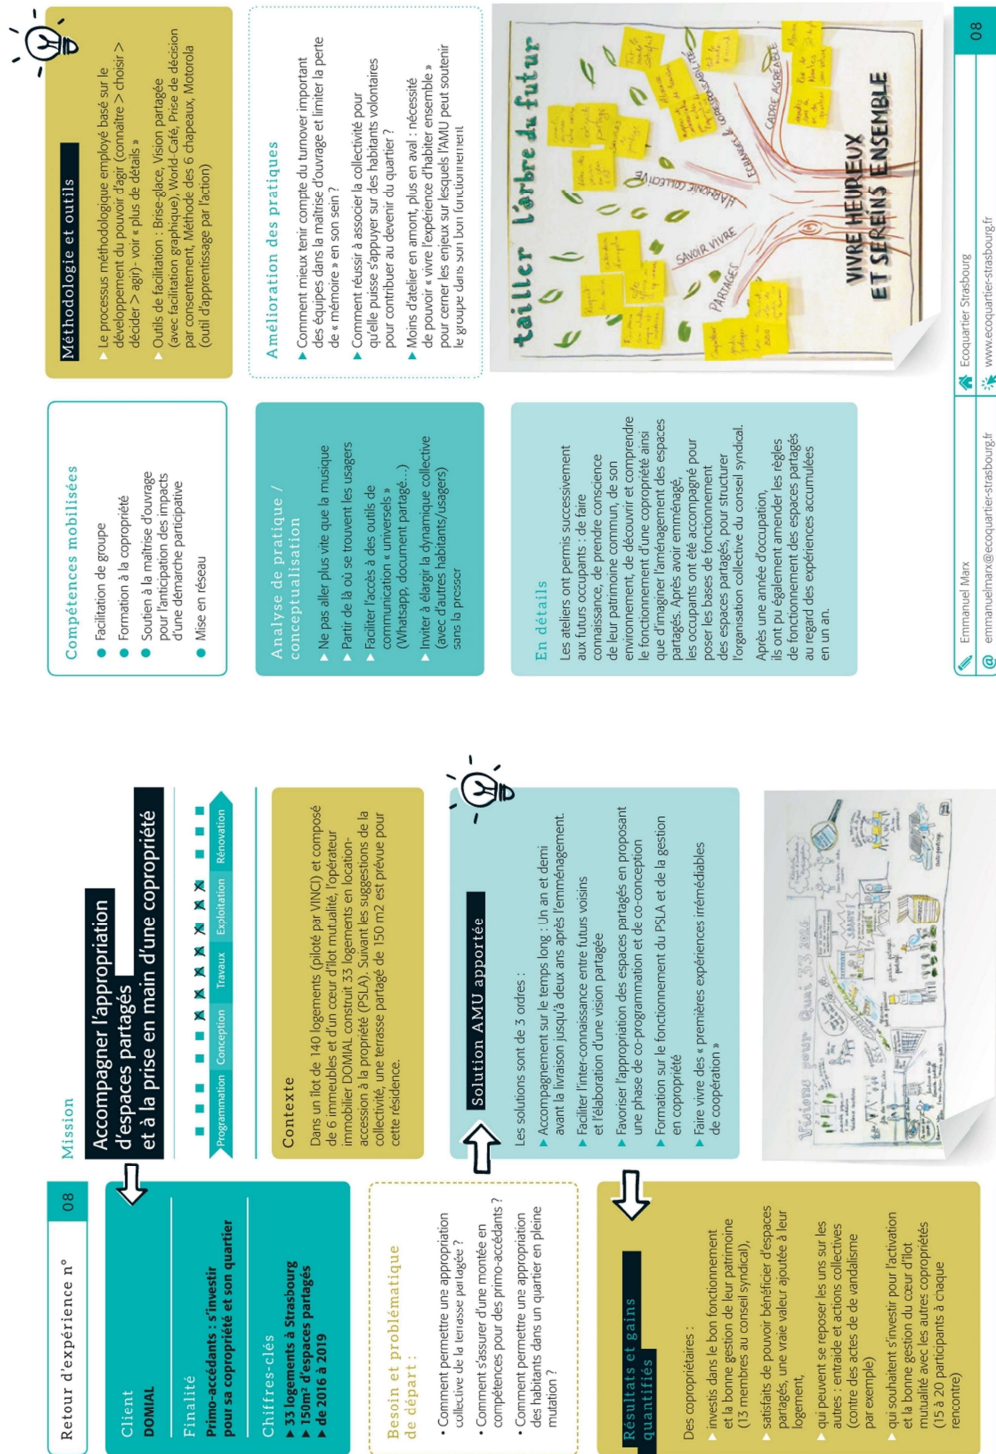 Retour d'expérience n° 08
Client
DOMIAL
Finalité
Primo-accédants : s'investir
pour sa copropriété et son quartier
Chiffres-clés
33 logements à Strasbourg
150m² d'espaces partagés
de 2016 à 2019
Mission
Accompagner l'appropriation
d'espaces partagés
et à la prise en main d'une copropriété
Programmation Conception Travaux Exploitation Rénovation
Contexte
Dans un îlot de 140 logements (piloté par VINCI) et composé
de 6 immeubles et d'un cœur d'îlot mutualité, l'opérateur
immobilier DOMIAL construit 33 logements en location-
accession à la propriété (PSLA). Suivant les suggestions de la
collectivité, une terrasse partagé de 150 m2 est prévue pour
cette résidence.
Besoin et problématique
de départ :
• Comment permettre une appropriation
collective de la terrasse partagée ?
• Comment s'assurer d'une montée en
compétences pour des primo-accédants ?
• Comment permettre une appropriation
des habitants dans un quartier en pleine
mutation ?
Solution AMU apportée
Les solutions sont de 3 ordres :
Accompagnement sur le temps long : Un an et demi
avant la livraison jusqu'à deux ans après l'emménagement.
Faciliter l'inter-connaissance entre futurs voisins
et l'élaboration d'une vision partagée
Favoriser l'appropriation des espaces partagés en proposant
une phase de co-programmation et de co-conception
Formation sur le fonctionnement du PSLA et de la gestion
en copropriété
Faire vivre des « premières expériences irrémédiables
de coopération »
Résultats et gains
quantifiés
Des copropriétaires :
investis dans le bon fonctionnement
et la bonne gestion de leur patrimoine
(13 membres au conseil syndical),
satisfaits de pouvoir bénéficier d'espaces
partagés, une vraie valeur ajoutée à leur
logement,
qui peuvent se reposer les uns sur les
autres : entraide et actions collectives
(contre des actes de de vandalisme
par exemple)
qui souhaitent s'investir pour l'activation
et la bonne gestion du cœur d'îlot
mutualité avec les autres copropriétés
(15 à 20 participants à chaque
rencontre)
Compétences mobilisées
Facilitation de groupe
Formation à la copropriété
Soutien à la maîtrise d'ouvrage
pour l'anticipation des impacts
d'une démarche participative
Mise en réseau
Méthodologie et outils
Le processus méthodologique employé basé sur le
développement du pouvoir d'agir (connaître > choisir >
décider > agir)- voir « plus de détails »
Outils de facilitation : Brise-glace, Vision partagée
(avec facilitation graphique), World-Café, Prise de décision
par consentement, Méthode des 6 chapeaux, Motorola
(outil d'apprentissage par l'action)
Analyse de pratique /
conceptualisation
Ne pas aller plus vite que la musique
Partir de là où se trouvent les usagers
Faciliter l'accès à des outils de
communication « universels »
(Whatsapp, document partagé...)
Inviter à élargir la dynamique collective
(avec d'autres habitants/usagers)
sans la presser
Amélioration des pratiques
Comment mieux tenir compte du turnover important
des équipes dans la maîtrise d'ouvrage et limiter la perte
de « mémoire » en son sein ?
Comment réussir à associer la collectivité pour
qu'elle puisse s'appuyer sur des habitants volontaires
pour contribuer au devenir du quartier ?
Moins d'atelier en amont, plus en aval : nécessité
de pouvoir « vivre l'expérience d'habiter ensemble »
pour cerner les enjeux sur lesquels l'AMU peut soutenir
le groupe dans son bon fonctionnement
En détails
Les ateliers ont permis successivement
aux futurs occupants : de faire
connaissance, de prendre conscience
de leur patrimoine commun, de son
environnement, de découvrir et comprendre
le fonctionnement d'une copropriété ainsi
que d'imaginer l'aménagement des espaces
partagés. Après avoir emménagé,
les occupants ont été accompagné pour
poser les bases de fonctionnement
des espaces partagés, pour structurer
l'organisation collective du conseil syndical.
Après une année d'occupation,
ils ont pu également amender les règles
de fonctionnement des espaces partagés
au regard des expériences accumulées
en un an.
tailler l'arbre du futur
PARTAGES
SAVOIR VIVRE
HARMONIE COLLECTIVE
CADRE AGREABLE
VIVRE HEUREUX
ET SEREINS ENSEMBLE
Emmanuel Marx
Ecoquartier Strasbourg
08
emmanuelmarx@ecoquartier-strasbourg.fr
www.ecoquartier-strasbourg.fr